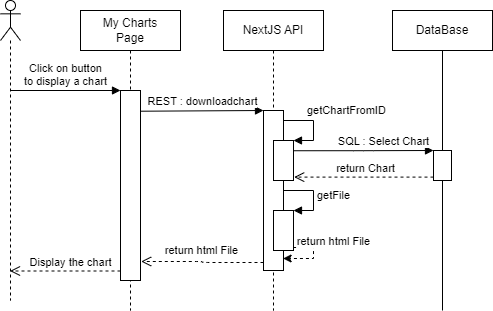 My Charts
Page
NextJS API
DataBase
Click on button
to display a chart
REST : downloadchart
getChartFromID
SQL : Select Chart
return Chart
getFile
return html File
return html File
Display the chart